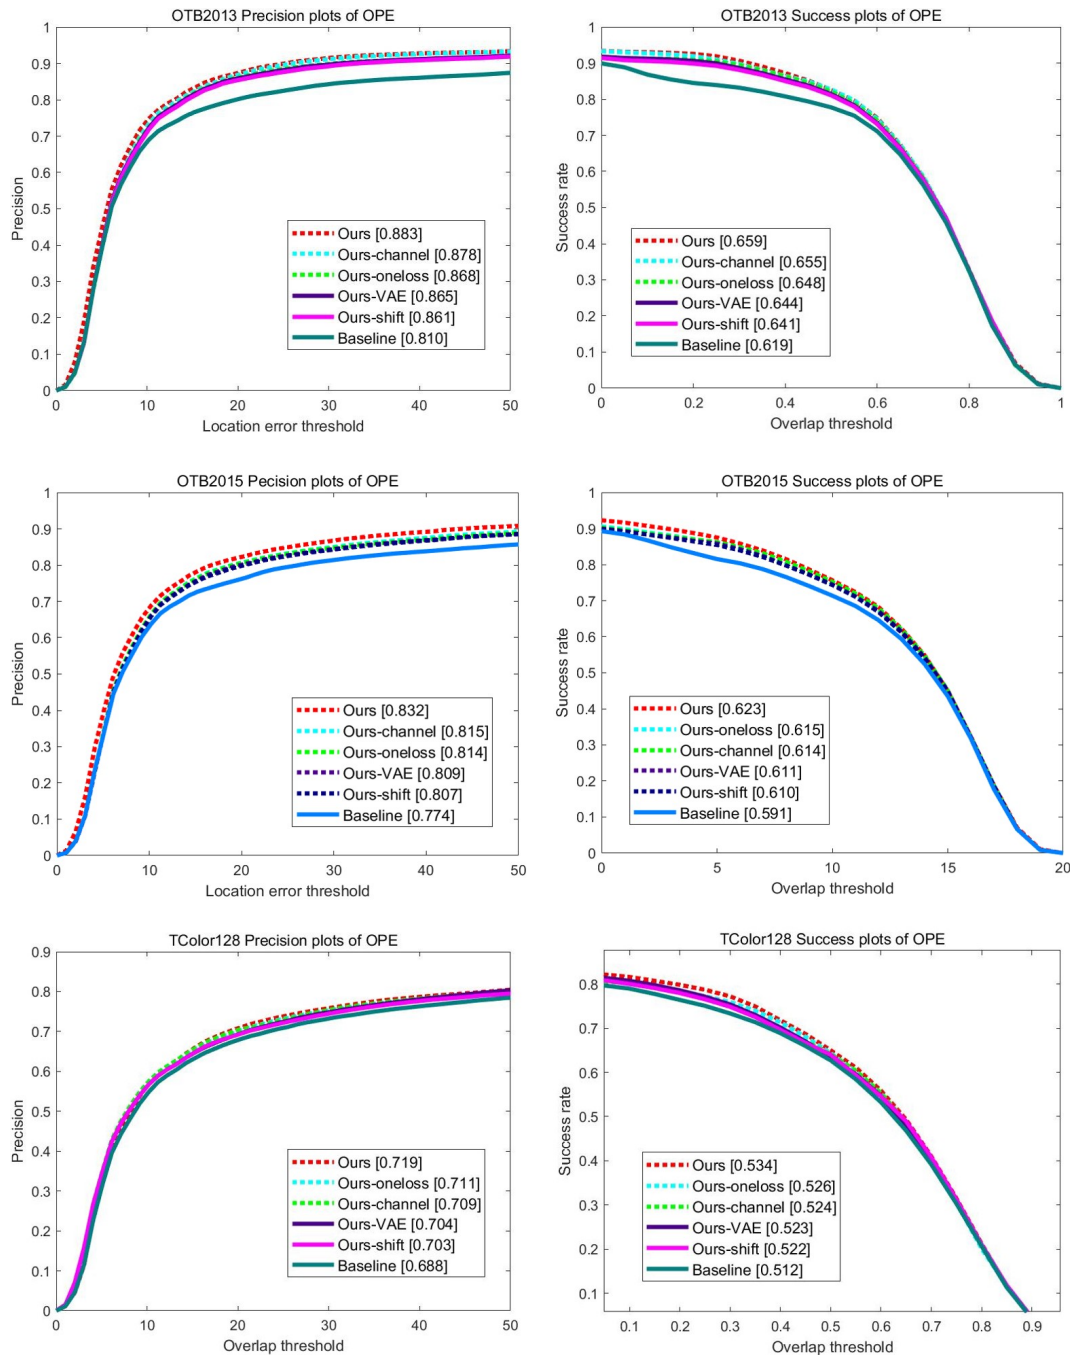 OTB2013 Precision plots of OPE
1
0.9
0.8
0.7
0.6
0.5
0.4
0.3
0.2
0.1
0
Precision
Ours [0.883]
Ours-channel [0.878]
Ours-oneloss [0.868]
Ours-VAE [0.865]
Ours-shift [0.861]
Baseline [0.810]
0 10 20 30 40 50
Location error threshold
OTB2013 Success plots of OPE
1
0.9
0.8
0.7
0.6
0.5
0.4
0.3
0.2
0.1
0
Success rate
Ours [0.659]
Ours-channel [0.655]
Ours-oneloss [0.648]
Ours-VAE [0.644]
Ours-shift [0.641]
Baseline [0.619]
0 0.2 0.4 0.6 0.8 1
Overlap threshold
OTB2015 Pecision plots of OPE
1
0.9
0.8
0.7
0.6
0.5
0.4
0.3
0.2
0.1
0
Precision
Ours [0.832]
Ours-channel [0.815]
Ours-oneloss [0.814]
Ours-VAE [0.809]
Ours-shift [0.807]
Baseline [0.774]
0 10 20 30 40 50
Location error threshold
OTB2015 Success plots of OPE
1
0.9
0.8
0.7
0.6
0.5
0.4
0.3
0.2
0.1
0
Success rate
Ours [0.623]
Ours-oneloss [0.615]
Ours-channel [0.614]
Ours-VAE [0.611]
Ours-shift [0.610]
Baseline [0.591]
0 5 10 15 20
Overlap threshold
TColor128 Precision plots of OPE
0.9
0.8
0.7
0.6
0.5
0.4
0.3
0.2
0.1
0
Precision
Ours [0.719]
Ours-oneloss [0.711]
Ours-channel [0.709]
Ours-VAE [0.704]
Ours-shift [0.703]
Baseline [0.688]
0 10 20 30 40 50
Overlap threshold
TColor128 Success plots of OPE
0.8
0.7
0.6
0.5
0.4
0.3
0.2
0.1
Success rate
Ours [0.534]
Ours-oneloss [0.526]
Ours-channel [0.524]
Ours-VAE [0.523]
Ours-shift [0.522]
Baseline [0.512]
0.1 0.2 0.3 0.4 0.5 0.6 0.7 0.8 0.9
Overlap threshold